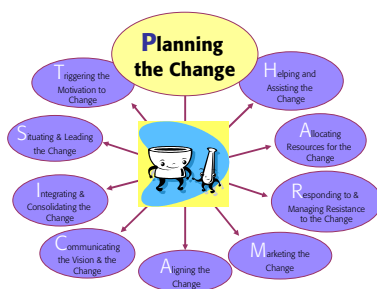 Planning
the Change
Helping and
Assisting the
Change
Allocating
Resources for the
Change
Responding to &
Managing Resistance
to the Change
Marketing the
Change
Aligning the
Change
Communicating
the Vision & the
Change
Integrating &
Consolidating the
Change
Situating & Leading
the Change
Triggering the
Motivation to
Change